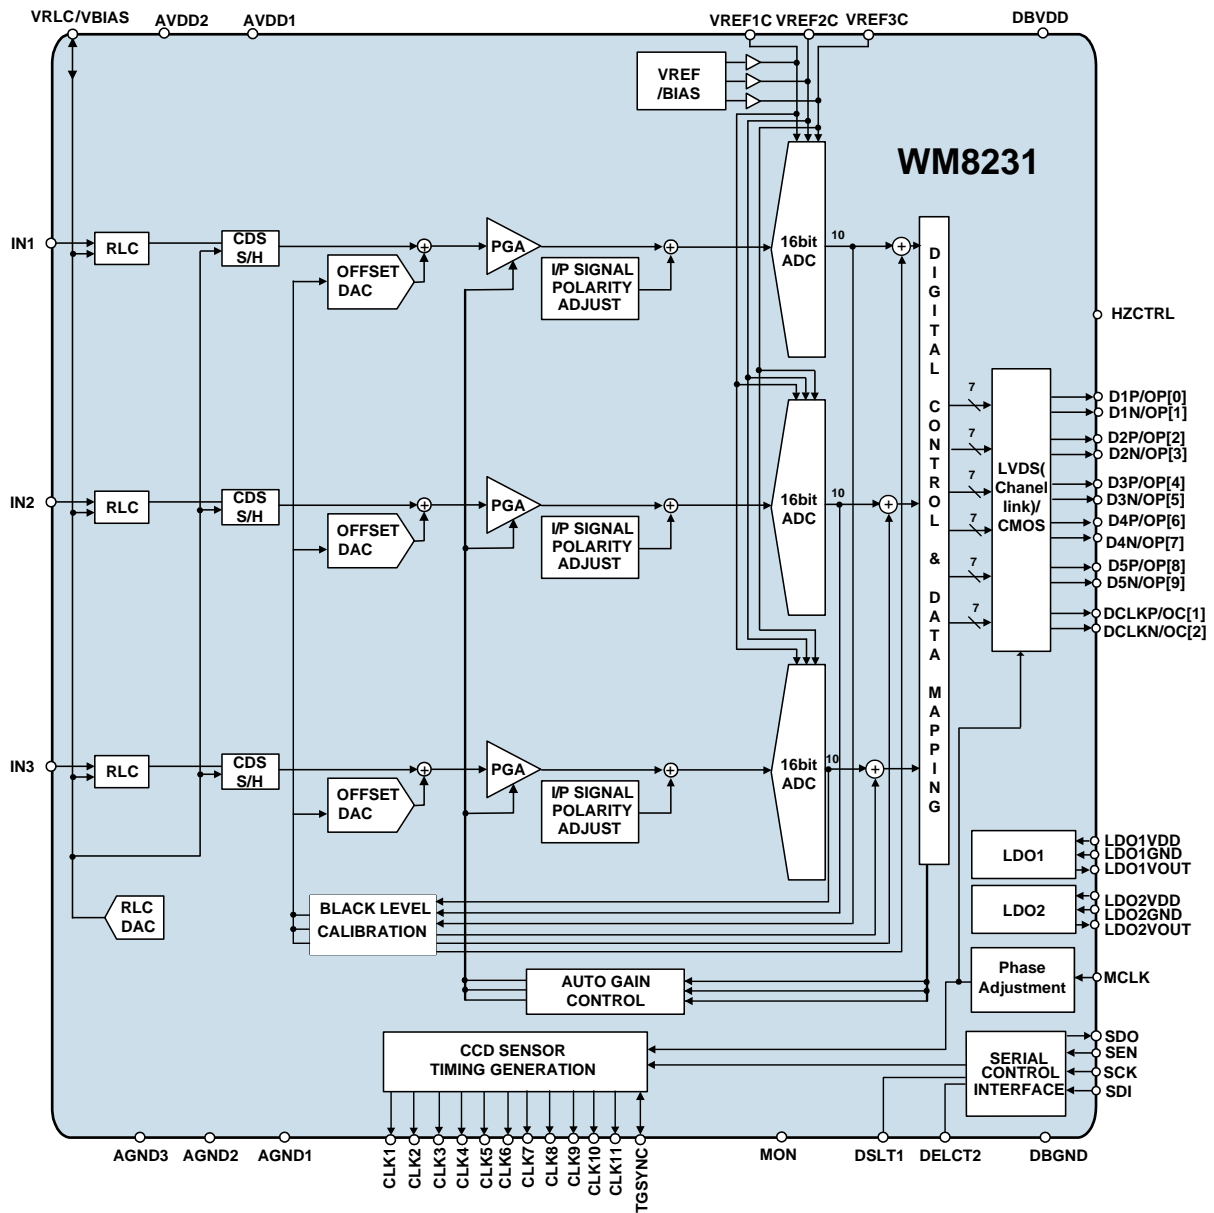 VRLC/VBIAS
AVDD2
AVDD1
VREF1C
VREF2C
VREF3C
DBVDD
VREF
/BIAS
WM8231
IN1
RLC
CDS
S/H
OFFSET
DAC
PGA
I/P SIGNAL
POLARITY
ADJUST
16bit
ADC
10
DIGITAL CONTROL & DATA MAPPING
HZCTRL
IN2
RLC
CDS
S/H
OFFSET
DAC
PGA
I/P SIGNAL
POLARITY
ADJUST
16bit
ADC
10
7
7
7
7
7
7
LVDS(
Chanel
link)/
CMOS
D1P/OP[0]
D1N/OP[1]
D2P/OP[2]
D2N/OP[3]
D3P/OP[4]
D3N/OP[5]
D4P/OP[6]
D4N/OP[7]
D5P/OP[8]
D5N/OP[9]
DCLKP/OC[1]
DCLKN/OC[2]
IN3
RLC
CDS
S/H
OFFSET
DAC
PGA
I/P SIGNAL
POLARITY
ADJUST
16bit
ADC
10
LDO1
LDO1VDD
LDO1GND
LDO1VOUT
LDO2
LDO2VDD
LDO2GND
LDO2VOUT
RLC
DAC
BLACK LEVEL
CALIBRATION
AUTO GAIN
CONTROL
Phase
Adjustment
MCLK
CCD SENSOR
TIMING GENERATION
SERIAL
CONTROL
INTERFACE
SDO
SEN
SCK
SDI
AGND3
AGND2
AGND1
CLK1
CLK2
CLK3
CLK4
CLK5
CLK6
CLK7
CLK8
CLK9
CLK10
CLK11
TGSYNC
MON
DSLT1
DELCT2
DBGND